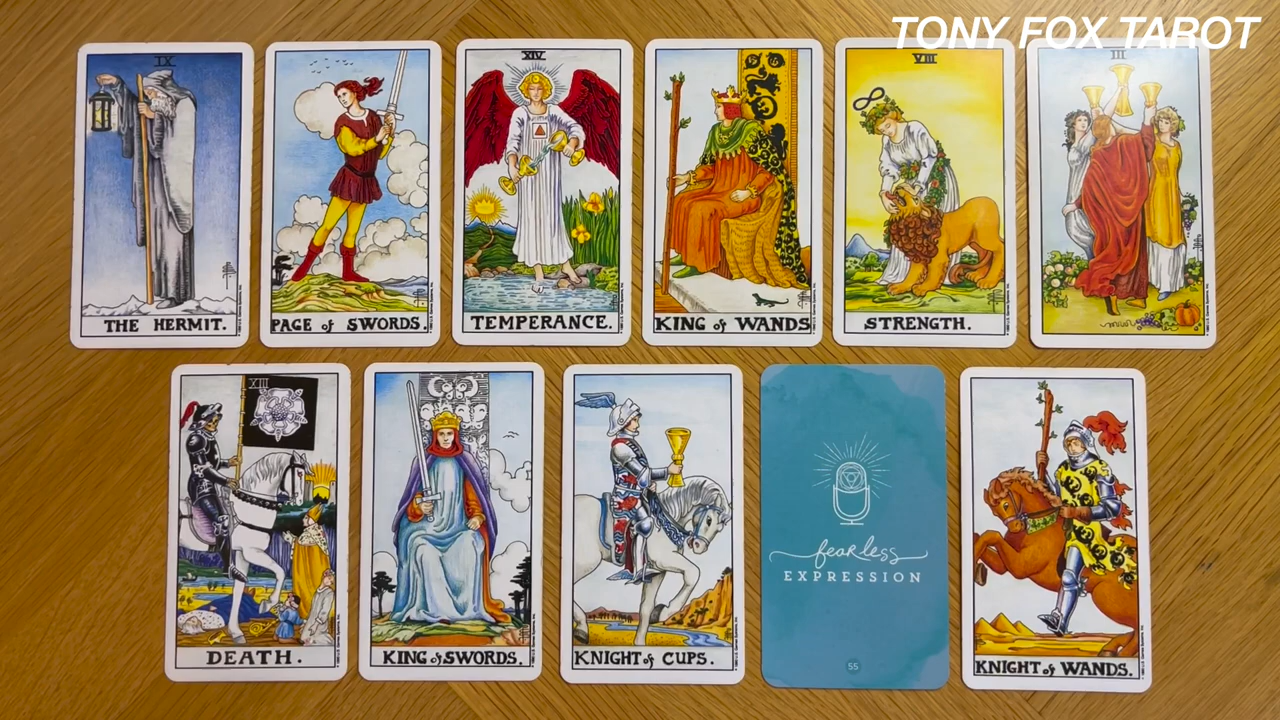 TONY FOX TAROT
IX
THE HERMIT.
PAGE of SWORDS.
XIV
TEMPERANCE.
KING of WANDS
VIII
STRENGTH.
III
XIII
DEATH.
KING of SWORDS.
KNIGHT of CUPS.
fearless
EXPRESSION
55
KNIGHT of WANDS.